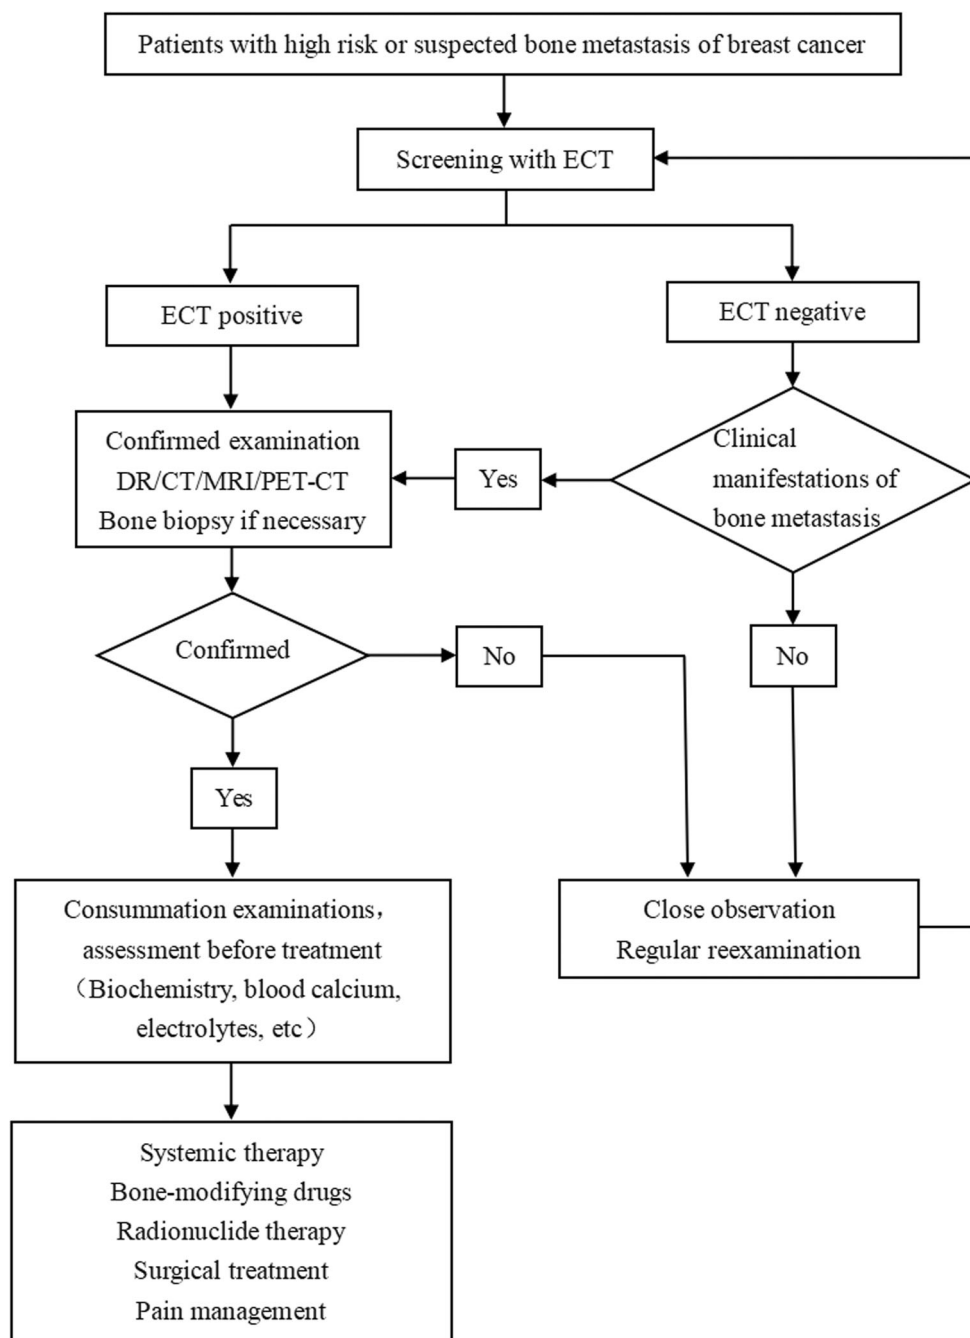 Patients with high risk or suspected bone metastasis of breast cancer
Screening with ECT
ECT positive
ECT negative
Confirmed examination
DR/CT/MRI/PET-CT
Bone biopsy if necessary
Yes
Clinical
manifestations of
bone metastasis
Confirmed
No
No
Yes
Consummation examinations，
assessment before treatment
（Biochemistry, blood calcium,
electrolytes, etc）
Close observation
Regular reexamination
Systemic therapy
Bone-modifying drugs
Radionuclide therapy
Surgical treatment
Pain management